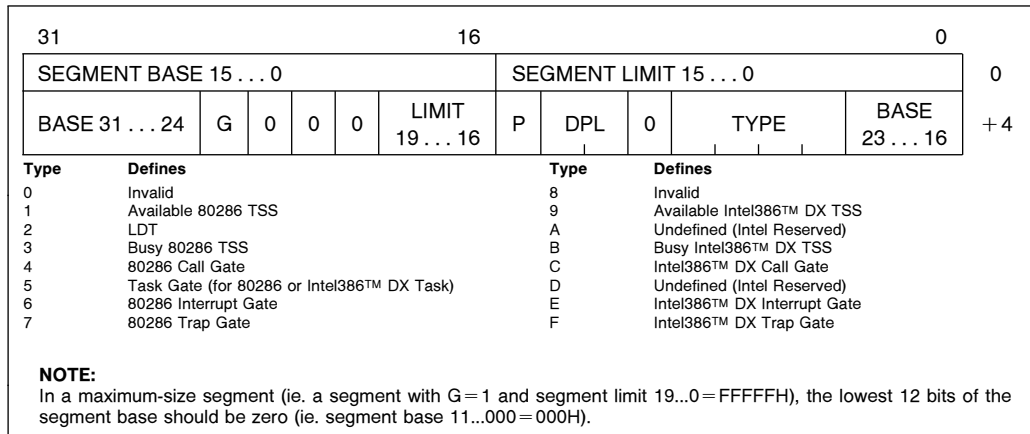 31 16 0
SEGMENT BASE 15 . . . 0 SEGMENT LIMIT 15 . . . 0 0
BASE 31 . . . 24 G 0 0 0 LIMIT 19 . . . 16 P DPL 0 TYPE BASE 23 . . . 16 +4
Type Defines Type Defines
0 Invalid 8 Invalid
1 Available 80286 TSS 9 Available Intel386™ DX TSS
2 LDT A Undefined (Intel Reserved)
3 Busy 80286 TSS B Busy Intel386™ DX TSS
4 80286 Call Gate C Intel386™ DX Call Gate
5 Task Gate (for 80286 or Intel386™ DX Task) D Undefined (Intel Reserved)
6 80286 Interrupt Gate E Intel386™ DX Interrupt Gate
7 80286 Trap Gate F Intel386™ DX Trap Gate
NOTE:
In a maximum-size segment (ie. a segment with G=1 and segment limit 19...0=FFFFFH), the lowest 12 bits of the
segment base should be zero (ie. segment base 11...000=000H).